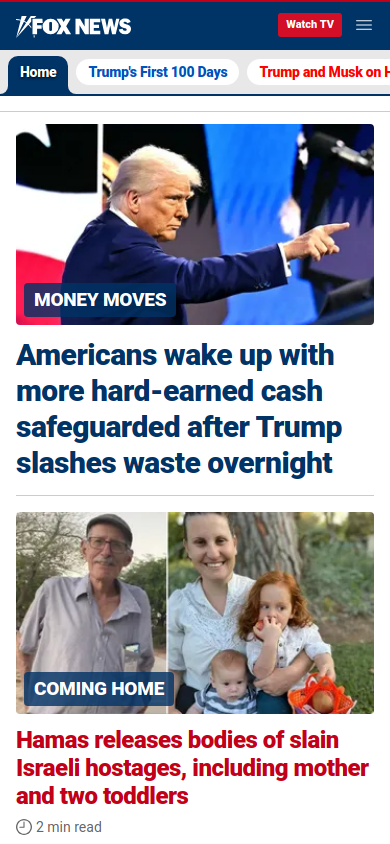 FOX NEWS
Watch TV
Home
Trump's First 100 Days
Trump and Musk on H
MONEY MOVES
Americans wake up with
more hard-earned cash
safeguarded after Trump
slashes waste overnight
COMING HOME
Hamas releases bodies of slain
Israeli hostages, including mother
and two toddlers
2 min read